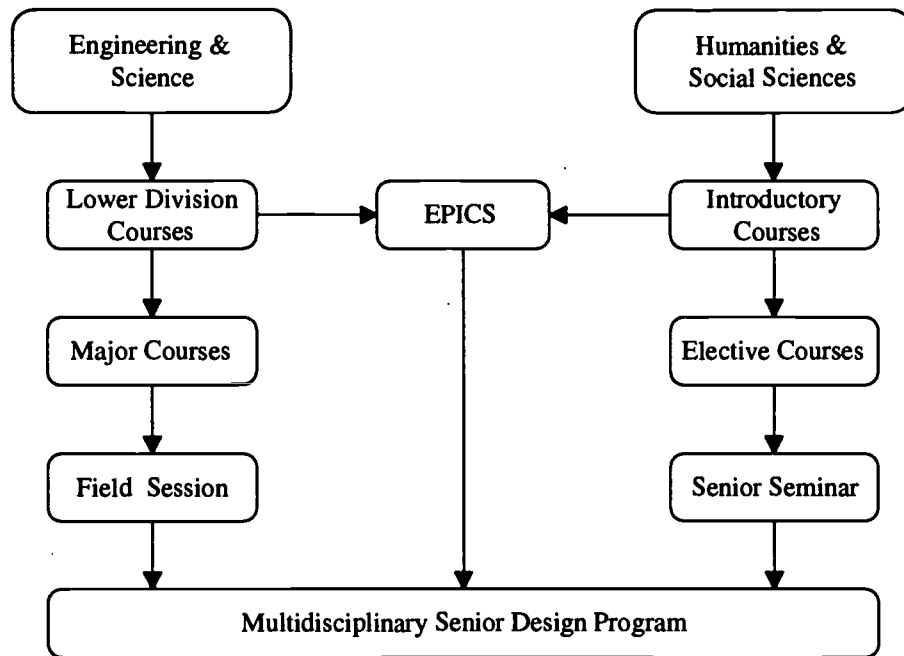 Engineering &
Science
Humanities &
Social Sciences
Lower Division
Courses
EPICS
Introductory
Courses
Major Courses
Elective Courses
Field Session
Senior Seminar
Multidisciplinary Senior Design Program